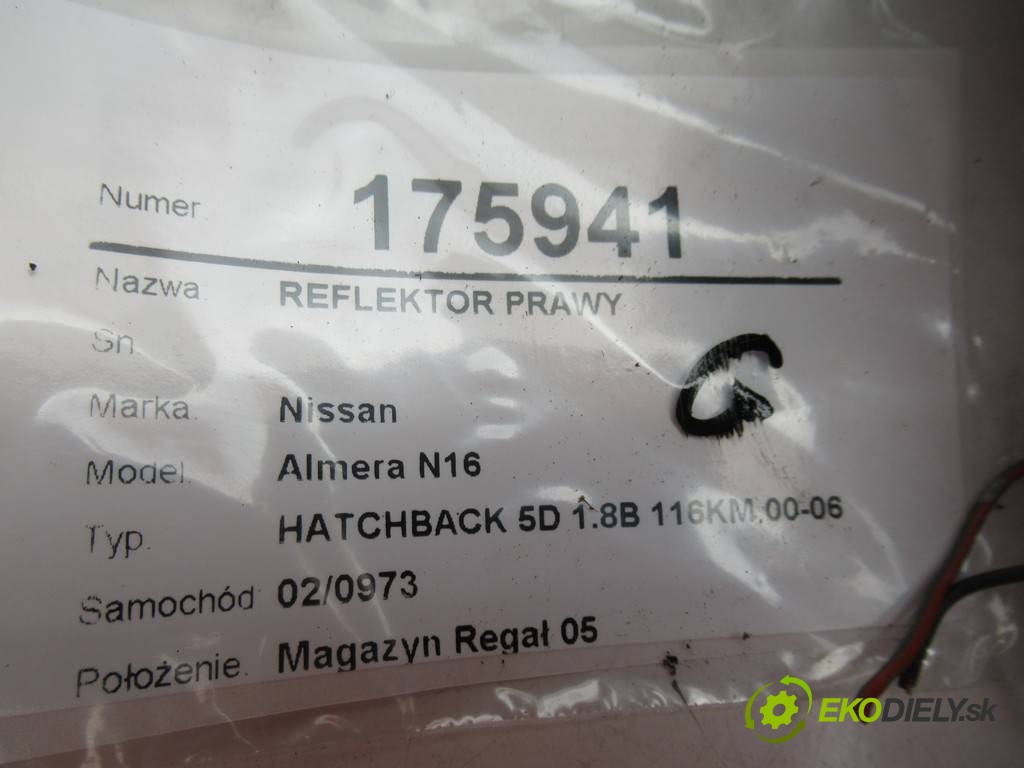 Numer 175941
Nazwa. REFLEKTOR PRAWY
Sn
Marka. Nissan
Model. Almera N16
Typ. HATCHBACK 5D 1.8B 116KM 00-06
Samochód 02/0973
Położenie. Magazyn Regał 05
EKODIELY.sk